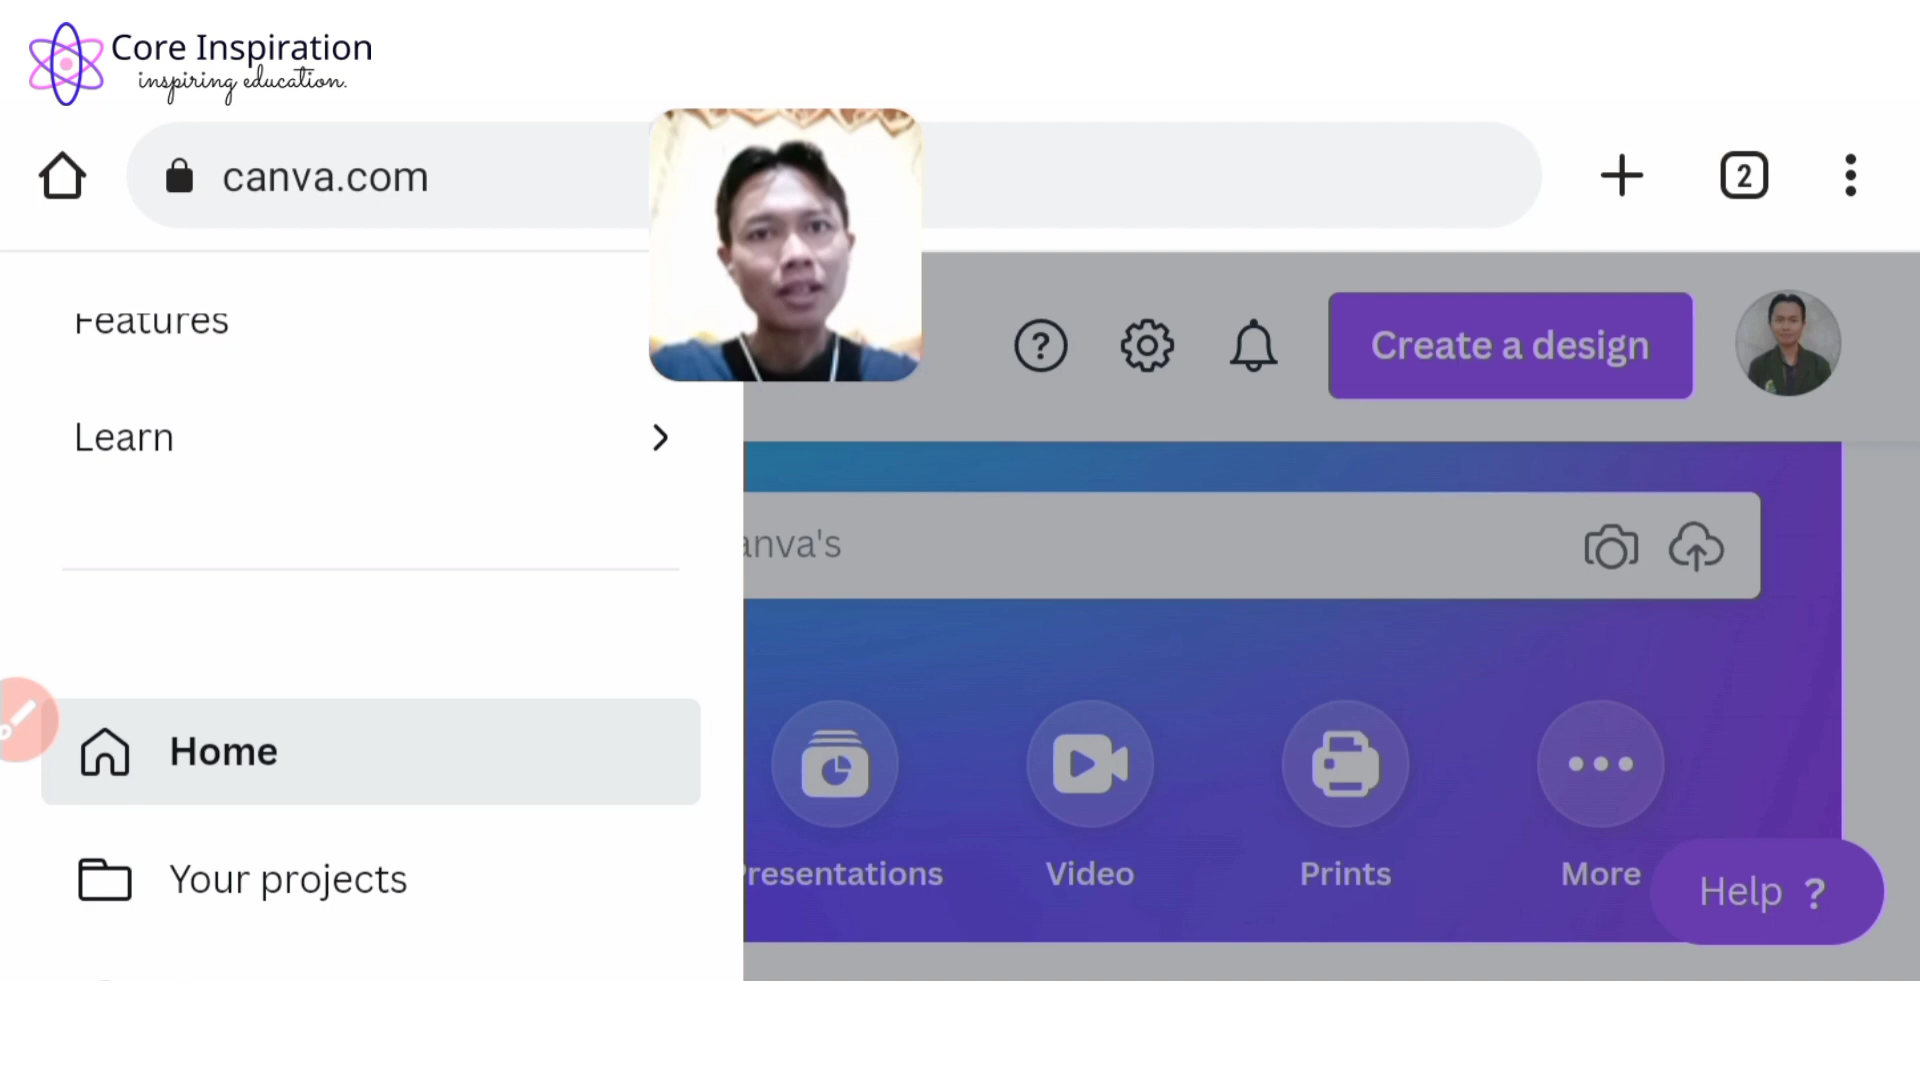 Core Inspiration
inspiring education.
canva.com
2
Features
Create a design
Learn
anva's
Home
Presentations
Video
Prints
More
Help ?
Your projects